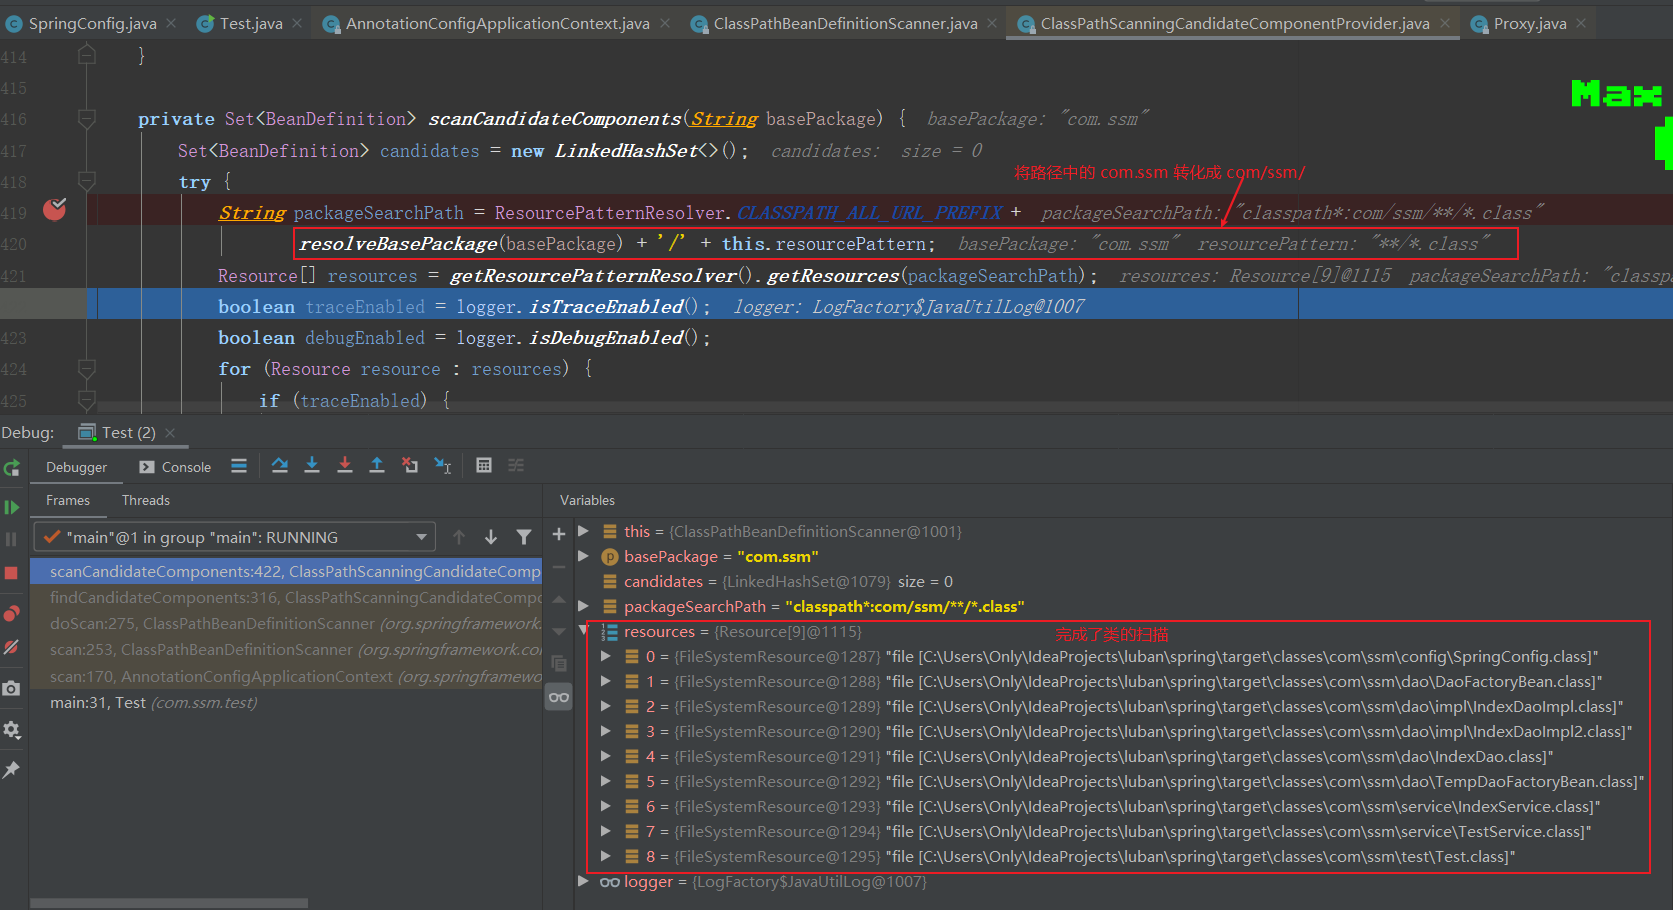 SpringConfig.java
Test.java
AnnotationConfigApplicationContext.java
ClassPathBeanDefinitionScanner.java
ClassPathScanningCandidateComponentProvider.java
Proxy.java
414 }
415
416 private Set<BeanDefinition> scanCandidateComponents(String basePackage) { basePackage: "com.ssm"
417 Set<BeanDefinition> candidates = new LinkedHashSet<>(); candidates: size = 0
Max
将路径中的 com.ssm 转化成 com/ssm/
418 try {
419 String packageSearchPath = ResourcePatternResolver.CLASSPATH_ALL_URL_PREFIX + packageSearchPath: "classpath*:com/ssm/**/*.class"
420 resolveBasePackage(basePackage) + '/' + this.resourcePattern; basePackage: "com.ssm" resourcePattern: "**/*.class"
421 Resource[] resources = getResourcePatternResolver().getResources(packageSearchPath); resources: Resource[9]@1115 packageSearchPath: "classp
boolean traceEnabled = logger.isTraceEnabled(); logger: LogFactory$JavaUtilLog@1007
423 boolean debugEnabled = logger.isDebugEnabled();
424 for (Resource resource : resources) {
425 if (traceEnabled) {
Debug: Test (2)
Debugger Console
Frames Threads
"main"@1 in group "main": RUNNING
scanCandidateComponents:422, ClassPathScanningCandidateComp
findCandidateComponents:316, ClassPathScanningCandidateCompo
doScan:275, ClassPathBeanDefinitionScanner (org.springframework.
scan:253, ClassPathBeanDefinitionScanner (org.springframework.co
scan:170, AnnotationConfigApplicationContext (org.springframewo
main:31, Test (com.ssm.test)
Variables
this = {ClassPathBeanDefinitionScanner@1001}
p basePackage = "com.ssm"
candidates = {LinkedHashSet@1079} size = 0
packageSearchPath = "classpath*:com/ssm/**/*.class"
resources = {Resource[9]@1115} 完成了类的扫描
0 = {FileSystemResource@1287} "file [C:\Users\Only\IdeaProjects\luban\spring\target\classes\com\ssm\config\SpringConfig.class]"
1 = {FileSystemResource@1288} "file [C:\Users\Only\IdeaProjects\luban\spring\target\classes\com\ssm\dao\DaoFactoryBean.class]"
2 = {FileSystemResource@1289} "file [C:\Users\Only\IdeaProjects\luban\spring\target\classes\com\ssm\dao\impl\IndexDaoImpl.class]"
3 = {FileSystemResource@1290} "file [C:\Users\Only\IdeaProjects\luban\spring\target\classes\com\ssm\dao\impl\IndexDaoImpl2.class]"
4 = {FileSystemResource@1291} "file [C:\Users\Only\IdeaProjects\luban\spring\target\classes\com\ssm\dao\IndexDao.class]"
5 = {FileSystemResource@1292} "file [C:\Users\Only\IdeaProjects\luban\spring\target\classes\com\ssm\dao\TempDaoFactoryBean.class]"
6 = {FileSystemResource@1293} "file [C:\Users\Only\IdeaProjects\luban\spring\target\classes\com\ssm\service\IndexService.class]"
7 = {FileSystemResource@1294} "file [C:\Users\Only\IdeaProjects\luban\spring\target\classes\com\ssm\service\TestService.class]"
8 = {FileSystemResource@1295} "file [C:\Users\Only\IdeaProjects\luban\spring\target\classes\com\ssm\test\Test.class]"
logger = {LogFactory$JavaUtilLog@1007}